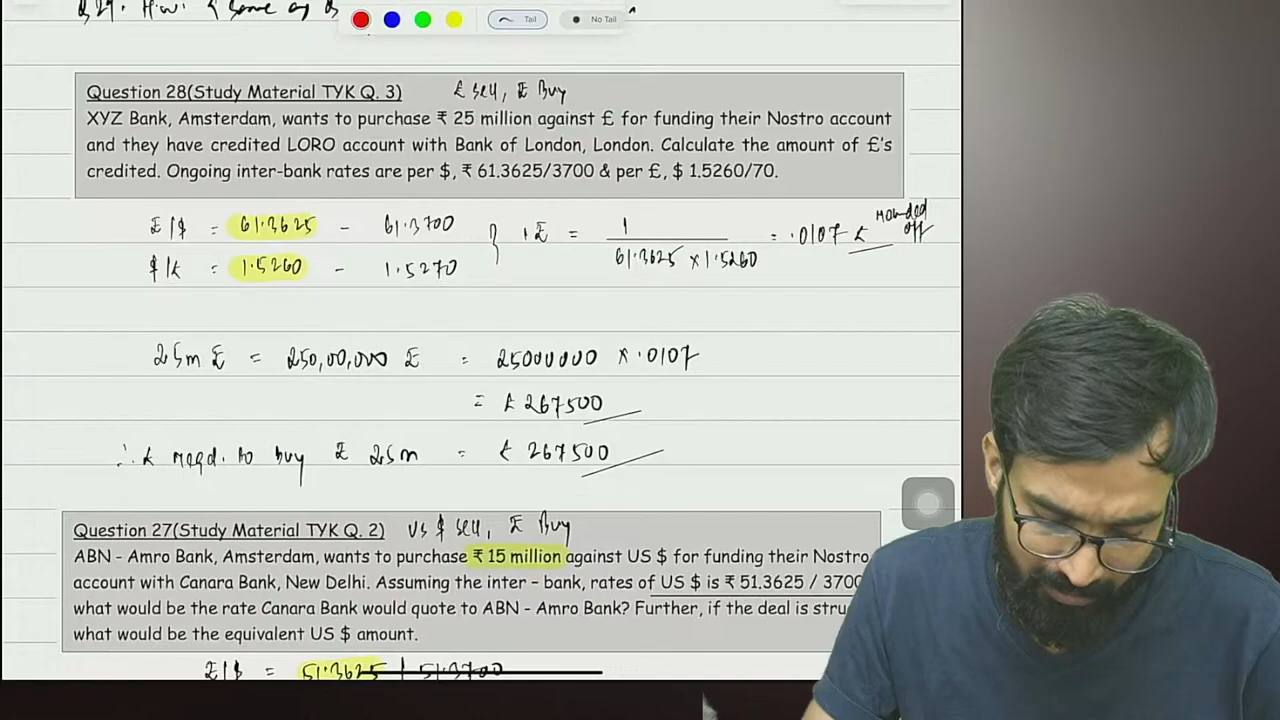 Tail
No Tail
Question 28(Study Material TYK Q. 3) £ sell, ₹ Buy
XYZ Bank, Amsterdam, wants to purchase ₹ 25 million against £ for funding their Nostro account
and they have credited LORO account with Bank of London, London. Calculate the amount of £'s
credited. Ongoing inter-bank rates are per $, ₹ 61.3625/3700 & per £, $ 1.5260/70.
₹/$ = 61.3625 - 61.3700
$/£ = 1.5260 - 1.5270
1₹ = 1 / 61.3625 × 1.5260 = .0107 £ rounded off
25m ₹ = 250,00,000 ₹ = 25000000 × .0107
= £ 267500
∴ £ reqd. to buy ₹ 25m = £ 267500
Question 27(Study Material TYK Q. 2) US $ sell, ₹ Buy
ABN - Amro Bank, Amsterdam, wants to purchase ₹ 15 million against US $ for funding their Nostro
account with Canara Bank, New Delhi. Assuming the inter – bank, rates of US $ is ₹ 51.3625 / 3700
what would be the rate Canara Bank would quote to ABN - Amro Bank? Further, if the deal is
what would be the equivalent US $ amount.
₹/$ = 51.3625 / 51.3700